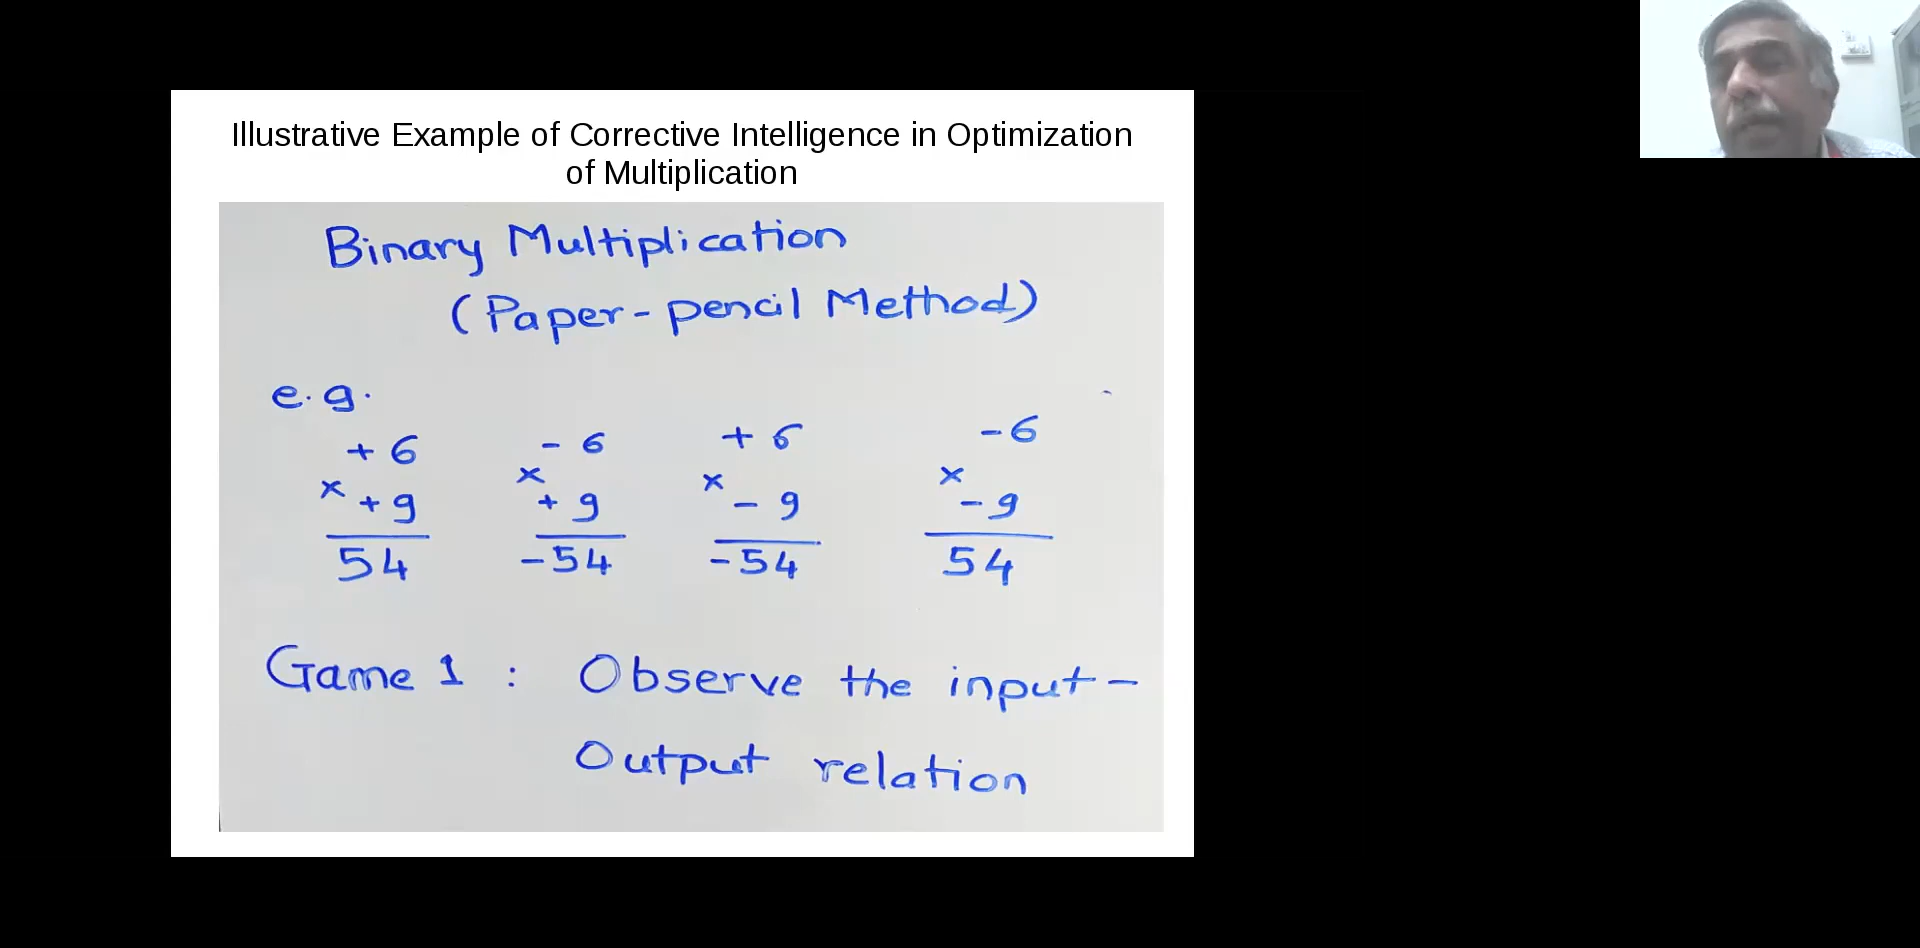 Illustrative Example of Corrective Intelligence in Optimization
of Multiplication
Binary Multiplication
(Paper-pencil Method)
e.g.
+ 6 - 6 + 6 - 6
x + 9 x + 9 x - 9 x - 9
54 -54 -54 54
Game 1 : Observe the input-
Output relation